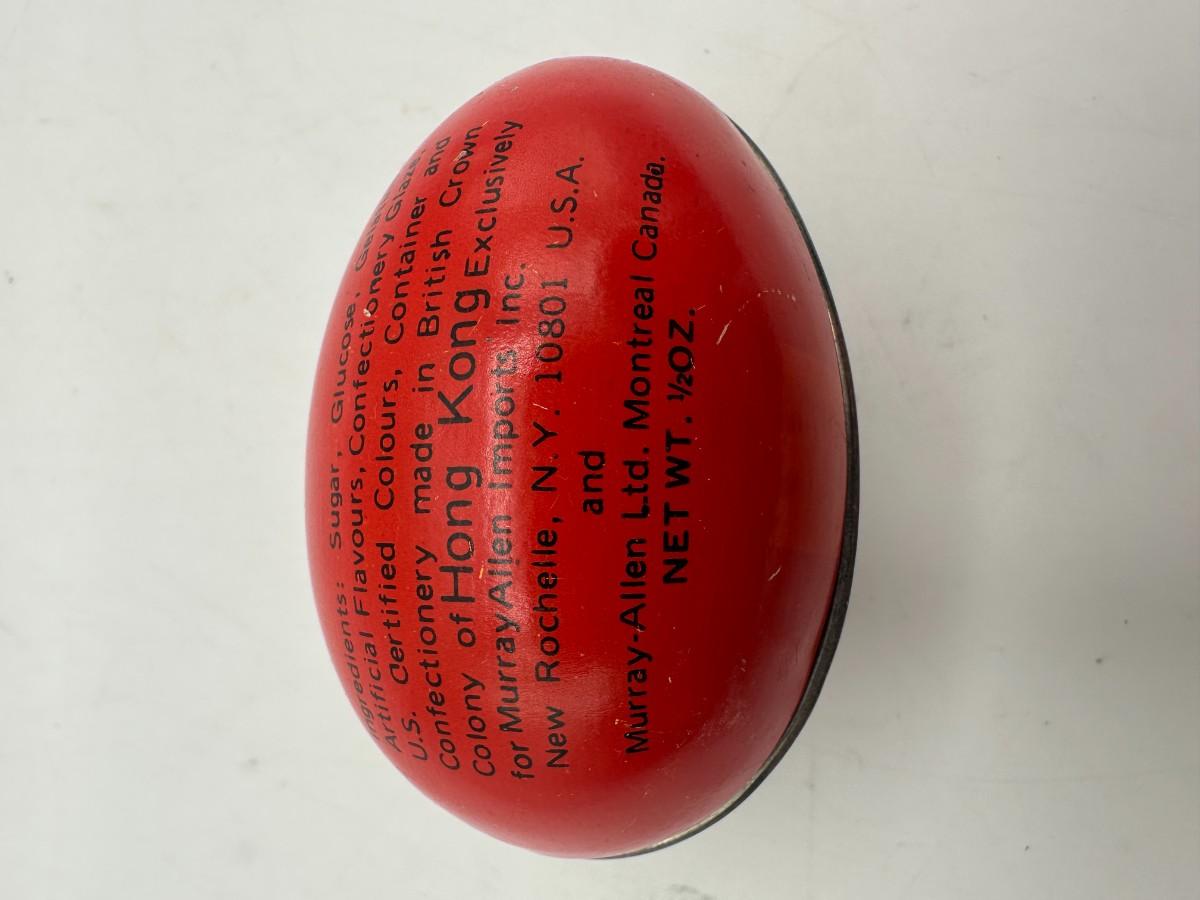 Ingredients: Sugar, Glucose, Gelatin,
Artificial Flavours, Confectionery Glaze,
U.S. Certified Colours, Container and
Confectionery made in British Crown
Colony of Hong Kong Exclusively
for Murray Allen Imports Inc.
New Rochelle, N.Y. 10801 U.S.A.
and
Murray-Allen Ltd. Montreal Canada.
NET WT. ½OZ.